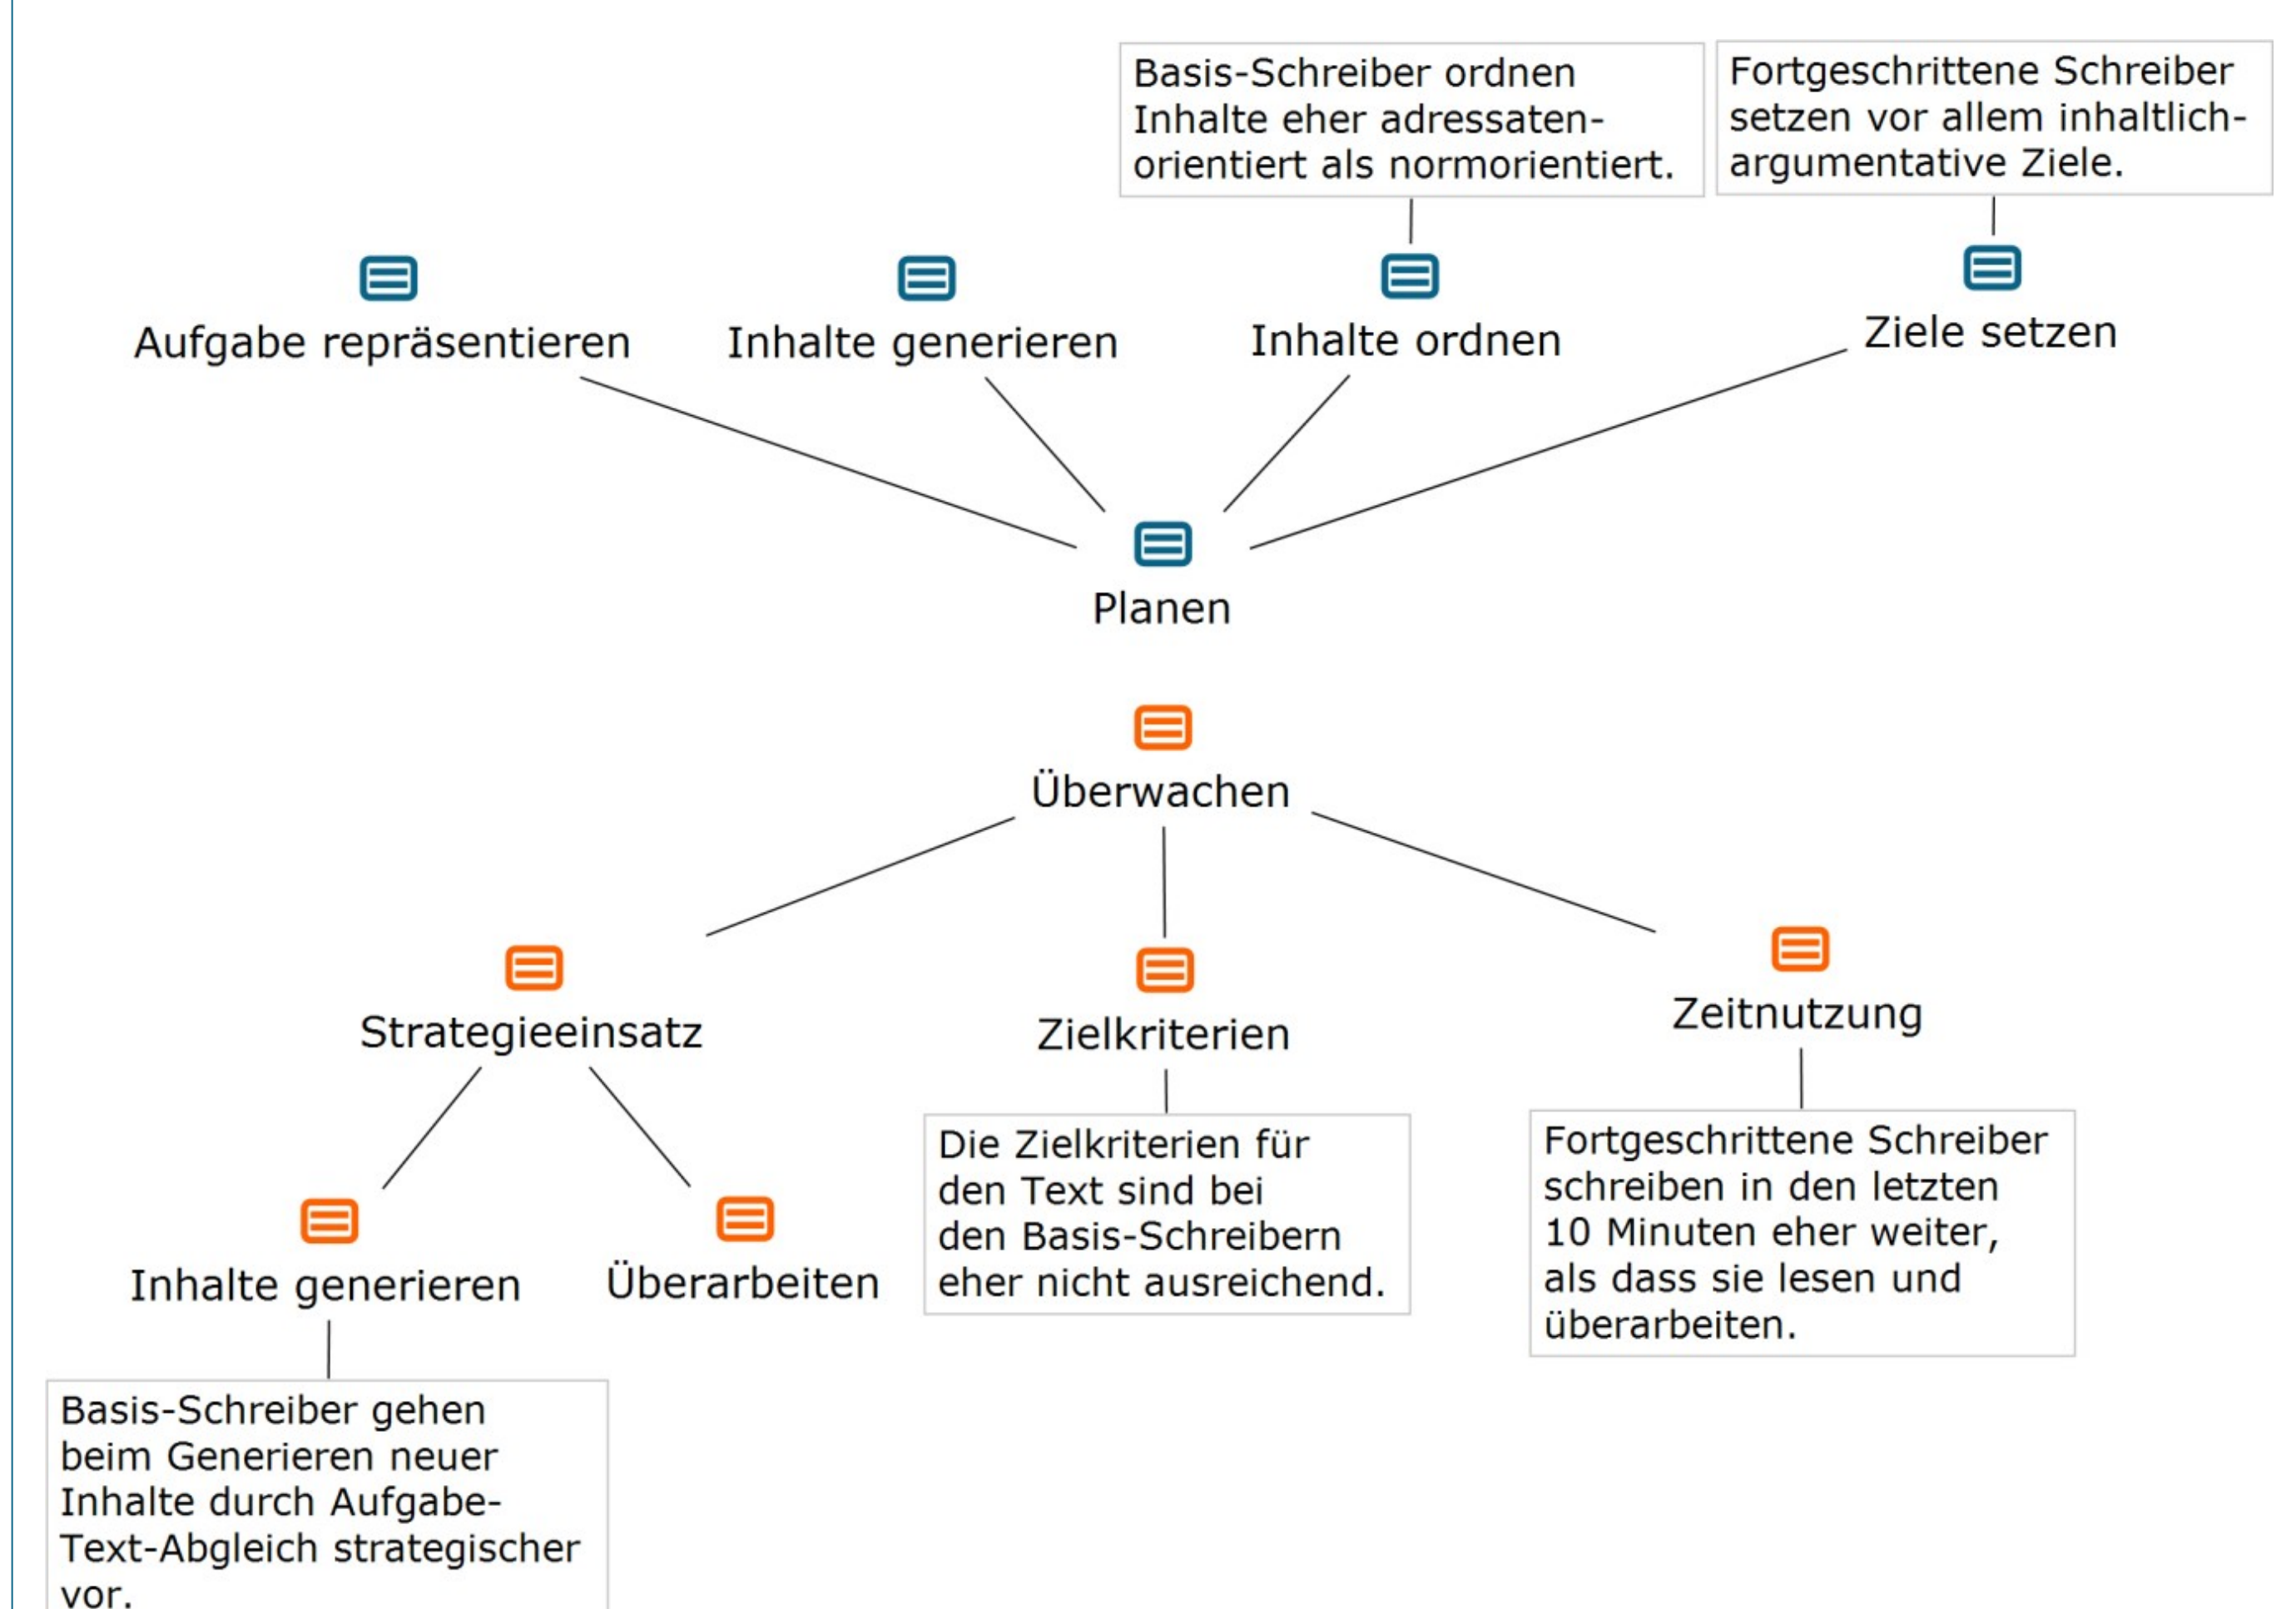 Basis-Schreiber ordnen
Inhalte eher adressaten-
orientiert als normorientiert.
Fortgeschrittene Schreiber
setzen vor allem inhaltlich-
argumentative Ziele.
Aufgabe repräsentieren
Inhalte generieren
Inhalte ordnen
Ziele setzen
Planen
Überwachen
Strategieeinsatz
Zielkriterien
Zeitnutzung
Die Zielkriterien für
den Text sind bei
den Basis-Schreibern
eher nicht ausreichend.
Fortgeschrittene Schreiber
schreiben in den letzten
10 Minuten eher weiter,
als dass sie lesen und
überarbeiten.
Inhalte generieren
Überarbeiten
Basis-Schreiber gehen
beim Generieren neuer
Inhalte durch Aufgabe-
Text-Abgleich strategischer
vor.